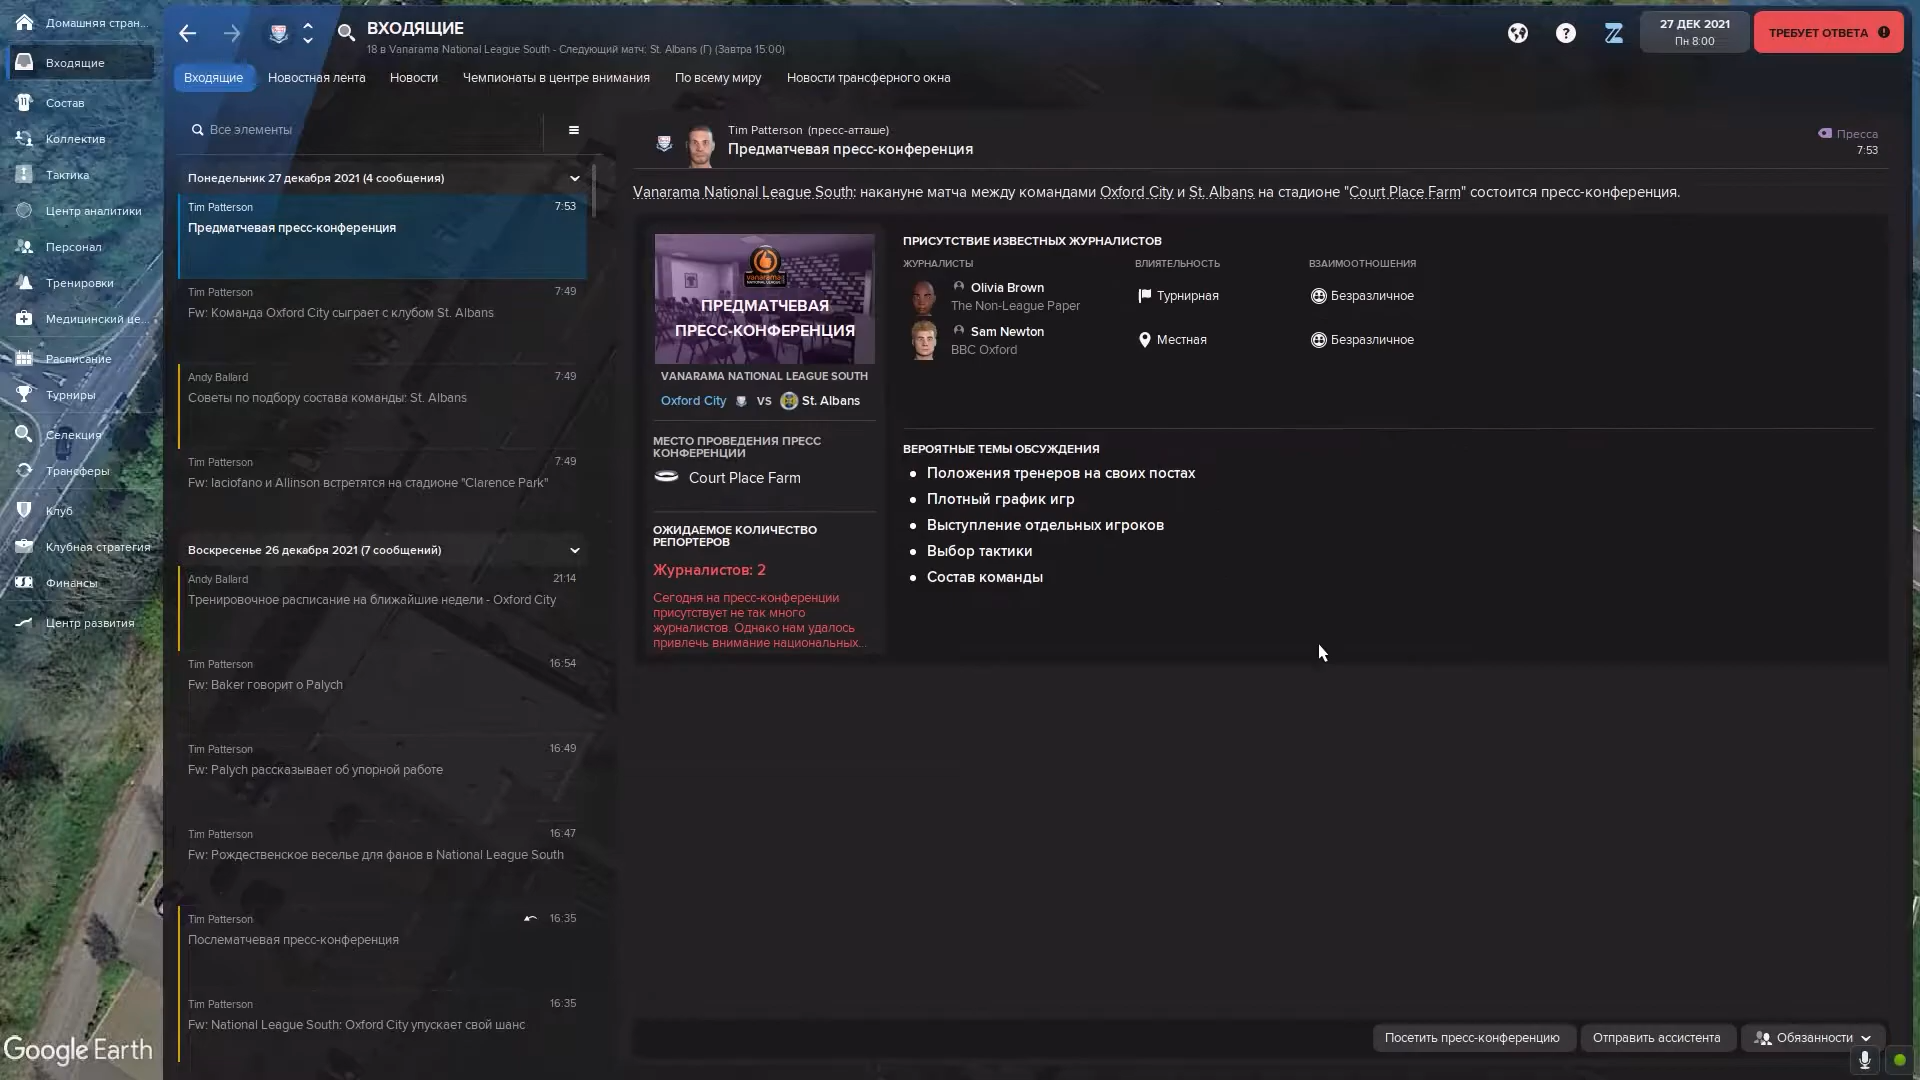 Домашняя стран...
Входящие
Состав
Коллектив
Тактика
Центр аналитики
Персонал
Тренировки
Медицинский це...
Расписание
Турниры
Селекция
Трансферы
Клуб
Клубная стратегия
Финансы
Центр развития
Google Earth
ВХОДЯЩИЕ
18 в Vanarama National League South - Следующий матч: St. Albans (Г) (Завтра 15:00)
27 ДЕК 2021
Пн 8:00
ТРЕБУЕТ ОТВЕТА
Входящие
Новостная лента
Новости
Чемпионаты в центре внимания
По всему миру
Новости трансферного окна
Все элементы
Понедельник 27 декабря 2021 (4 сообщения)
Tim Patterson 7:53
Предматчевая пресс-конференция
Tim Patterson 7:49
Fw: Команда Oxford City сыграет с клубом St. Albans
Andy Ballard 7:49
Советы по подбору состава команды: St. Albans
Tim Patterson 7:49
Fw: Iaciofano и Allinson встретятся на стадионе "Clarence Park"
Воскресенье 26 декабря 2021 (7 сообщений)
Andy Ballard 21:14
Тренировочное расписание на ближайшие недели - Oxford City
Tim Patterson 16:54
Fw: Baker говорит о Palych
Tim Patterson 16:49
Fw: Palych рассказывает об упорной работе
Tim Patterson 16:47
Fw: Рождественское веселье для фанов в National League South
Tim Patterson 16:35
Послематчевая пресс-конференция
Tim Patterson 16:35
Fw: National League South: Oxford City упускает свой шанс
Tim Patterson (пресс-атташе)
Предматчевая пресс-конференция
Пресса
7:53
Vanarama National League South: накануне матча между командами Oxford City и St. Albans на стадионе "Court Place Farm" состоится пресс-конференция.
vanarama
NATIONAL LEAGUE
ПРЕДМАТЧЕВАЯ
ПРЕСС-КОНФЕРЕНЦИЯ
VANARAMA NATIONAL LEAGUE SOUTH
Oxford City VS St. Albans
МЕСТО ПРОВЕДЕНИЯ ПРЕСС
КОНФЕРЕНЦИИ
Court Place Farm
ОЖИДАЕМОЕ КОЛИЧЕСТВО
РЕПОРТЕРОВ
Журналистов: 2
Сегодня на пресс-конференции
присутствует не так много
журналистов. Однако нам удалось
привлечь внимание национальных...
ПРИСУТСТВИЕ ИЗВЕСТНЫХ ЖУРНАЛИСТОВ
ЖУРНАЛИСТЫ ВЛИЯТЕЛЬНОСТЬ ВЗАИМООТНОШЕНИЯ
Olivia Brown
The Non-League Paper
Турнирная
Безразличное
Sam Newton
BBC Oxford
Местная
Безразличное
ВЕРОЯТНЫЕ ТЕМЫ ОБСУЖДЕНИЯ
Положения тренеров на своих постах
Плотный график игр
Выступление отдельных игроков
Выбор тактики
Состав команды
Посетить пресс-конференцию
Отправить ассистента
Обязанности